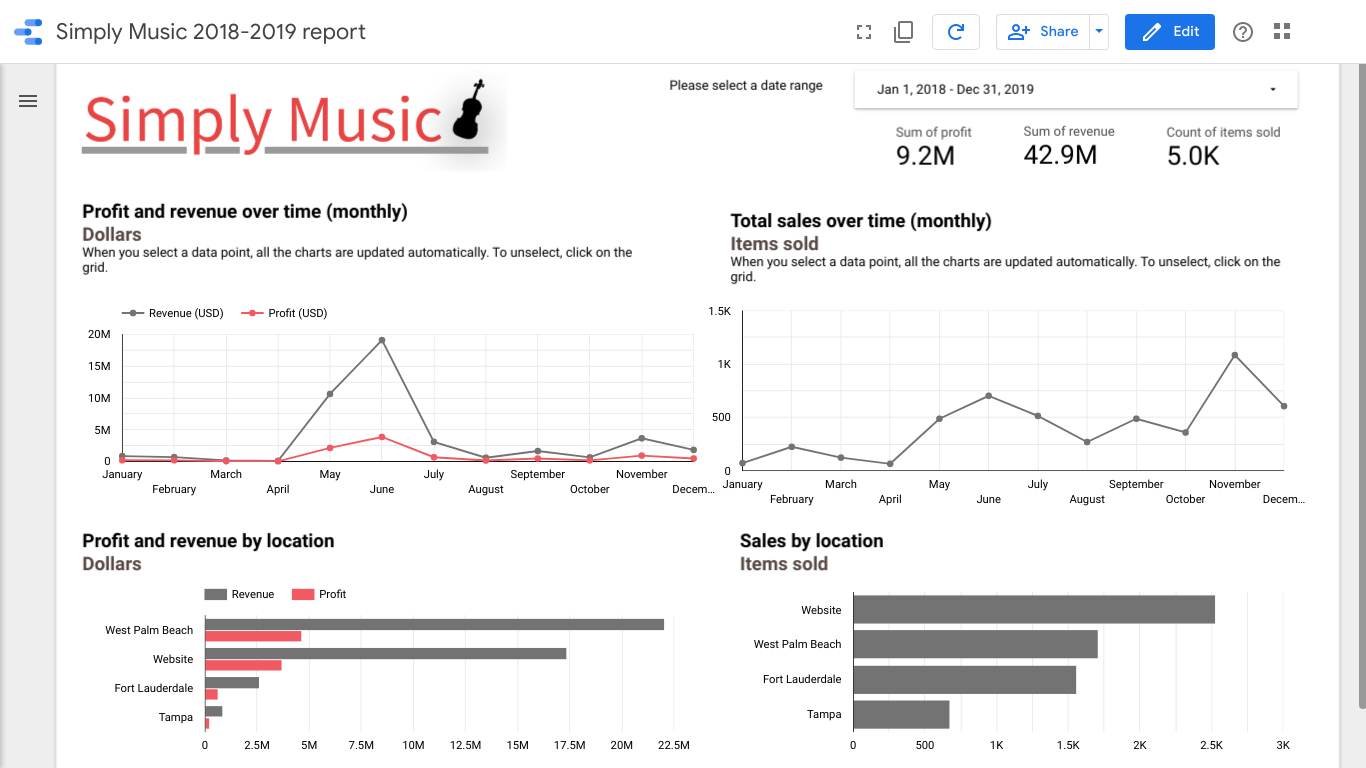 Simply Music 2018-2019 report
Share
Edit
Simply Music
Please select a date range
Jan 1, 2018 - Dec 31, 2019
Sum of profit
9.2M
Sum of revenue
42.9M
Count of items sold
5.0K
Profit and revenue over time (monthly)
Dollars
When you select a data point, all the charts are updated automatically. To unselect, click on the
grid.
Revenue (USD) Profit (USD)
20M
15M
10M
5M
0
January March May July September November
February April June August October Decem...
Total sales over time (monthly)
Items sold
When you select a data point, all the charts are updated automatically. To unselect, click on the
grid.
1.5K
1K
500
0
January March May July September November
February April June August October Decem...
Profit and revenue by location
Dollars
Revenue Profit
West Palm Beach
Website
Fort Lauderdale
Tampa
0 2.5M 5M 7.5M 10M 12.5M 15M 17.5M 20M 22.5M
Sales by location
Items sold
Website
West Palm Beach
Fort Lauderdale
Tampa
0 500 1K 1.5K 2K 2.5K 3K